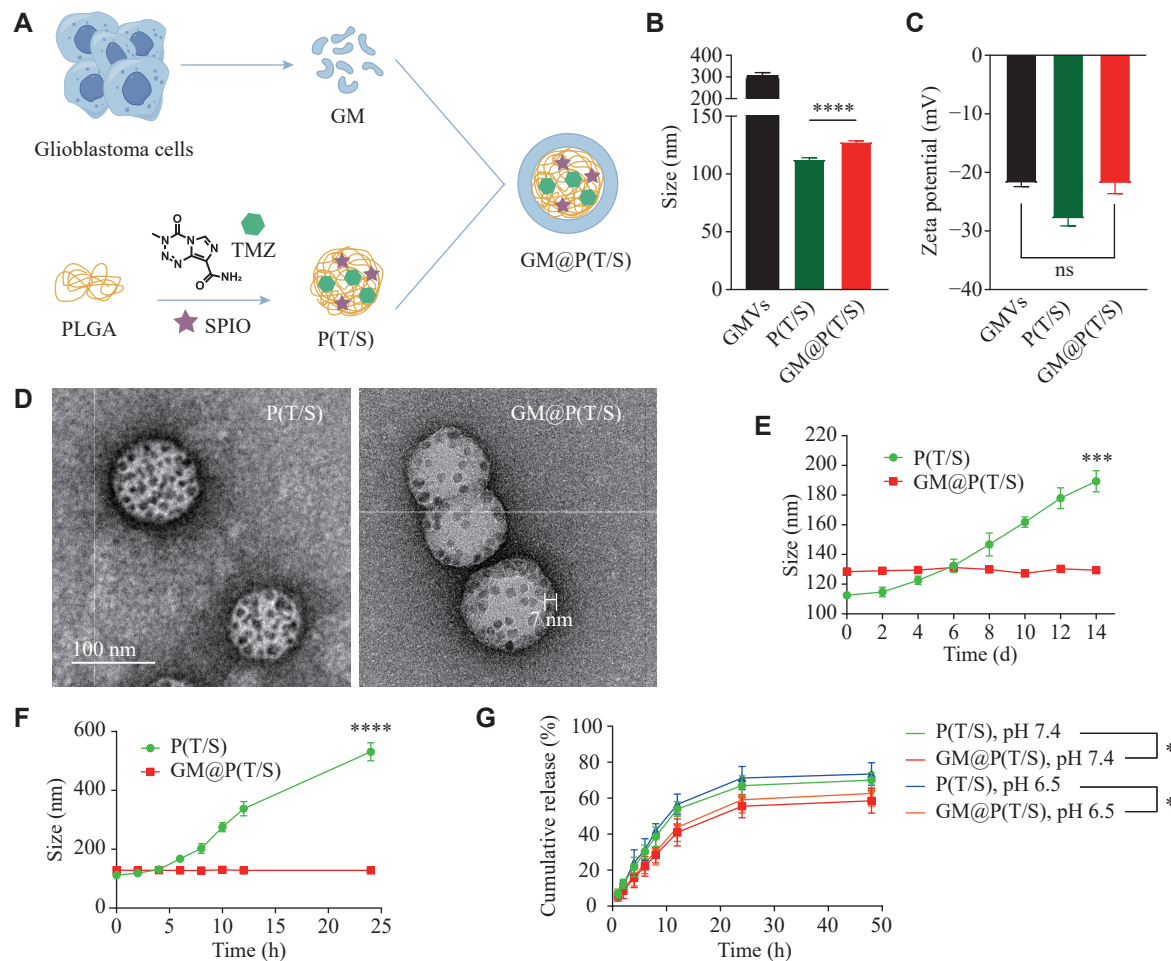 A
Glioblastoma cells
GM
PLGA
N
N
N
N
N
N
O
O
NH2
TMZ
SPIO
P(T/S)
GM@P(T/S)
B
Size (nm)
400
300
200
150
100
50
0
****
GMVs
P(T/S)
GM@P(T/S)
C
Zeta potential (mV)
0
−10
−20
−30
−40
ns
GMVs
P(T/S)
GM@P(T/S)
D
P(T/S)
100 nm
GM@P(T/S)
7 nm
E
Size (nm)
220
200
180
160
140
120
100
P(T/S)
GM@P(T/S)
***
0 2 4 6 8 10 12 14
Time (d)
F
Size (nm)
600
400
200
0
P(T/S)
GM@P(T/S)
****
0 5 10 15 20 25
Time (h)
G
Cumulative release (%)
80
60
40
20
0
0 10 20 30 40 50
Time (h)
P(T/S), pH 7.4
GM@P(T/S), pH 7.4
P(T/S), pH 6.5
GM@P(T/S), pH 6.5
*
*